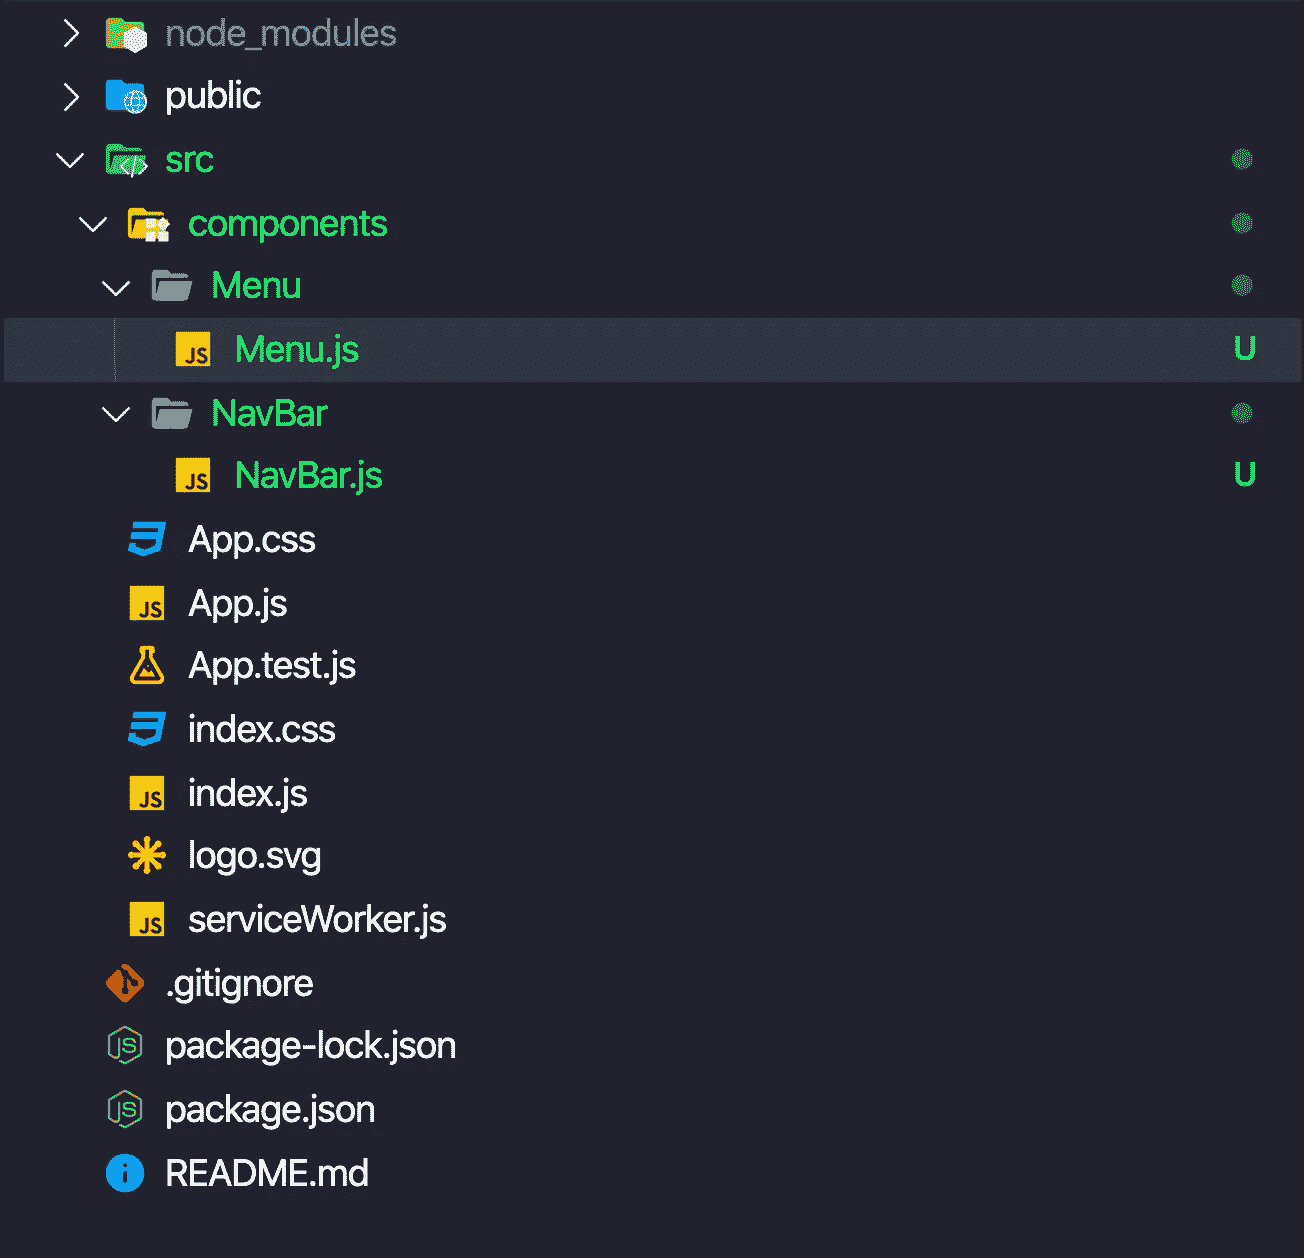 node_modules
public
src
components
Menu
JS Menu.js U
NavBar
JS NavBar.js U
App.css
JS App.js
App.test.js
index.css
JS index.js
logo.svg
JS serviceWorker.js
.gitignore
JS package-lock.json
JS package.json
i README.md